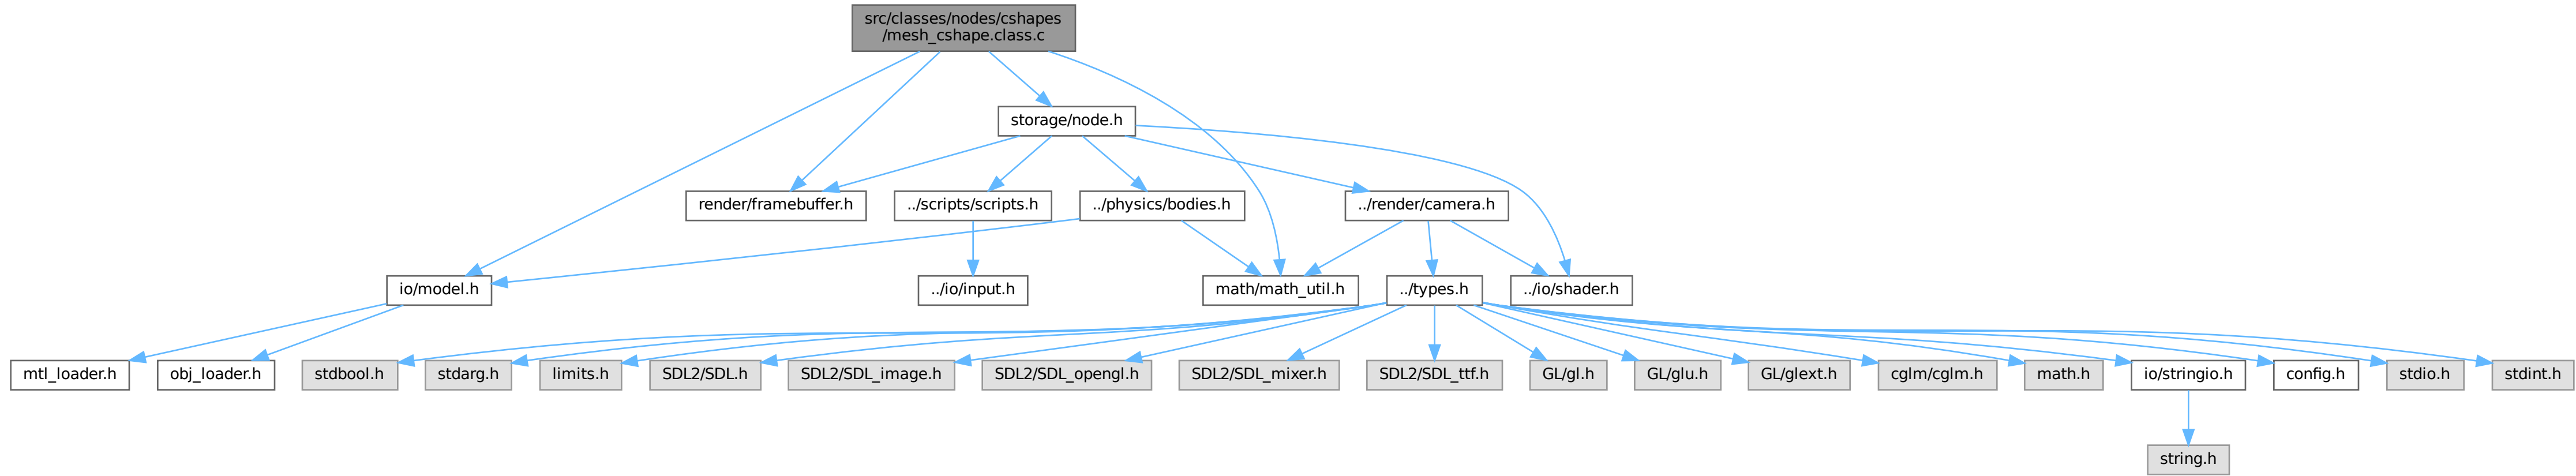 src/classes/nodes/cshapes
/mesh_cshape.class.c
storage/node.h
render/framebuffer.h
../scripts/scripts.h
../physics/bodies.h
../render/camera.h
io/model.h
../io/input.h
math/math_util.h
../types.h
../io/shader.h
mtl_loader.h
obj_loader.h
stdbool.h
stdarg.h
limits.h
SDL2/SDL.h
SDL2/SDL_image.h
SDL2/SDL_opengl.h
SDL2/SDL_mixer.h
SDL2/SDL_ttf.h
GL/gl.h
GL/glu.h
GL/glext.h
cglm/cglm.h
math.h
io/stringio.h
config.h
stdio.h
stdint.h
string.h